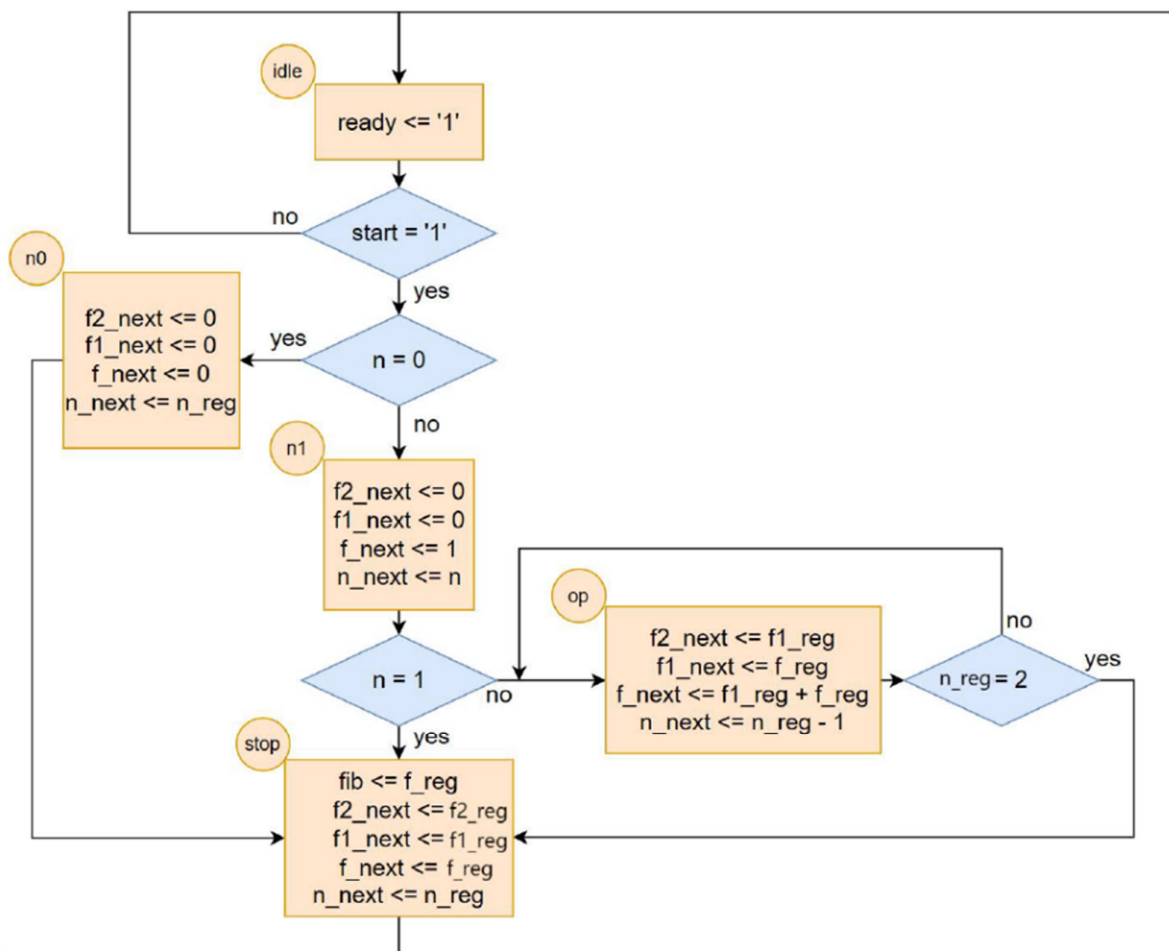 idle
ready <= '1'
no
start = '1'
yes
n0
f2_next <= 0
f1_next <= 0
f_next <= 0
n_next <= n_reg
yes
n = 0
no
n1
f2_next <= 0
f1_next <= 0
f_next <= 1
n_next <= n
n = 1
no
yes
op
f2_next <= f1_reg
f1_next <= f_reg
f_next <= f1_reg + f_reg
n_next <= n_reg - 1
no
n_reg = 2
yes
stop
fib <= f_reg
f2_next <= f2_reg
f1_next <= f1_reg
f_next <= f_reg
n_next <= n_reg